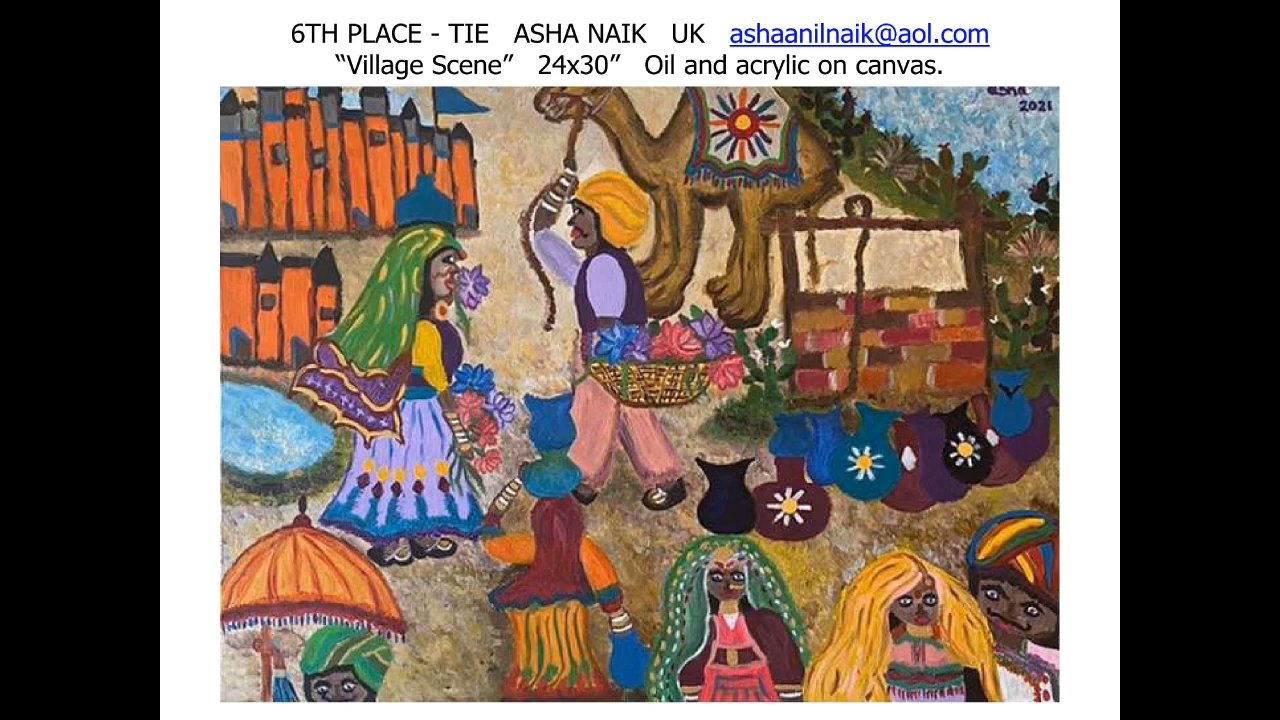 6TH PLACE - TIE ASHA NAIK UK ashaanilnaik@aol.com
“Village Scene” 24x30” Oil and acrylic on canvas.
asha
2021